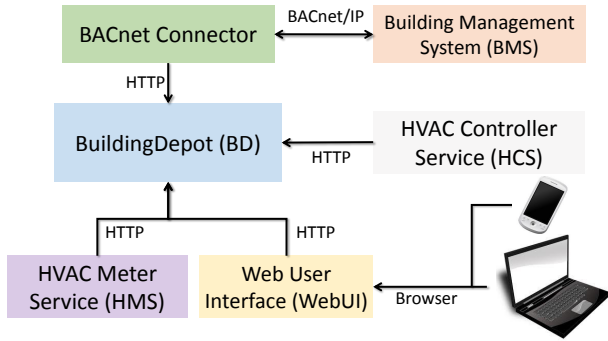 BACnet Connector
BACnet/IP
Building Management
System (BMS)
HTTP
BuildingDepot (BD)
HTTP
HVAC Controller
Service (HCS)
HTTP
HTTP
HVAC Meter
Service (HMS)
Web User
Interface (WebUI)
Browser